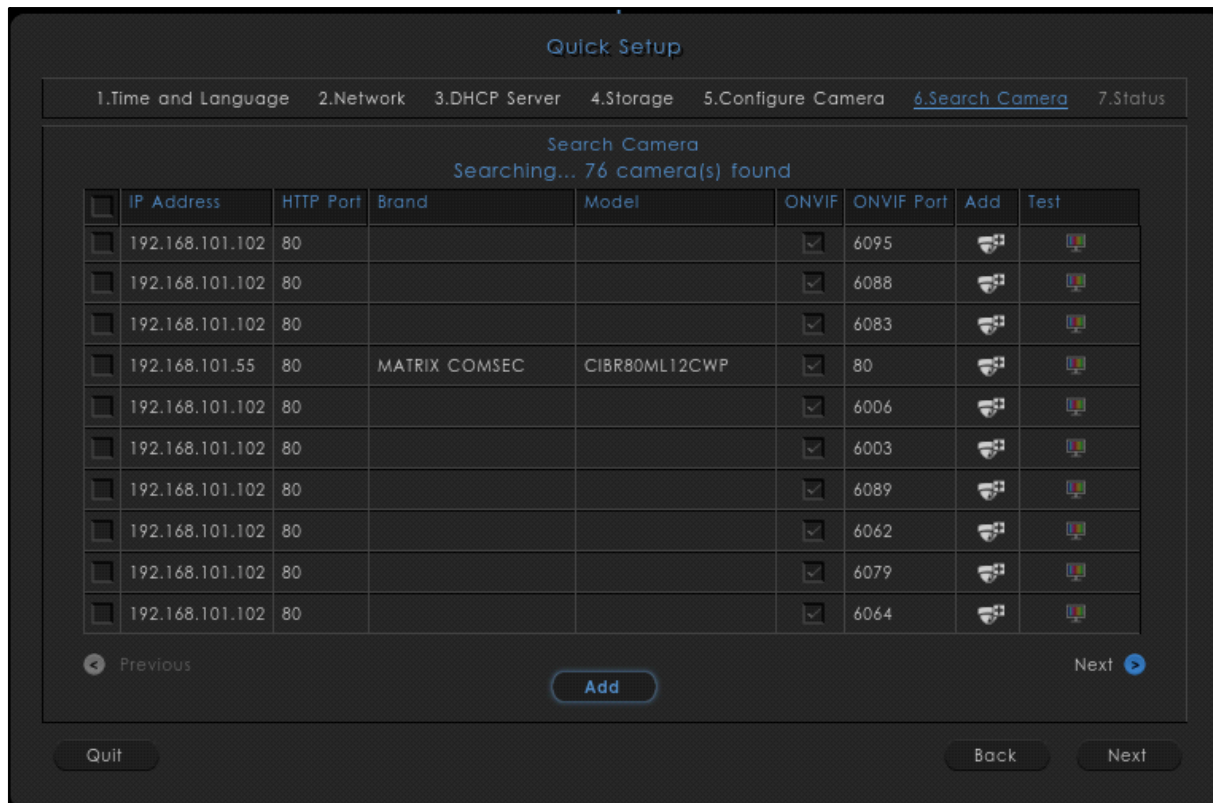 Quick Setup
1.Time and Language 2.Network 3.DHCP Server 4.Storage 5.Configure Camera 6.Search Camera 7.Status
Search Camera
Searching... 76 camera(s) found
IP Address HTTP Port Brand Model ONVIF ONVIF Port Add Test
192.168.101.102 80 6095
192.168.101.102 80 6088
192.168.101.102 80 6083
192.168.101.55 80 MATRIX COMSEC CIBR80ML12CWP 80
192.168.101.102 80 6006
192.168.101.102 80 6003
192.168.101.102 80 6089
192.168.101.102 80 6062
192.168.101.102 80 6079
192.168.101.102 80 6064
Previous Next
Add
Quit Back Next